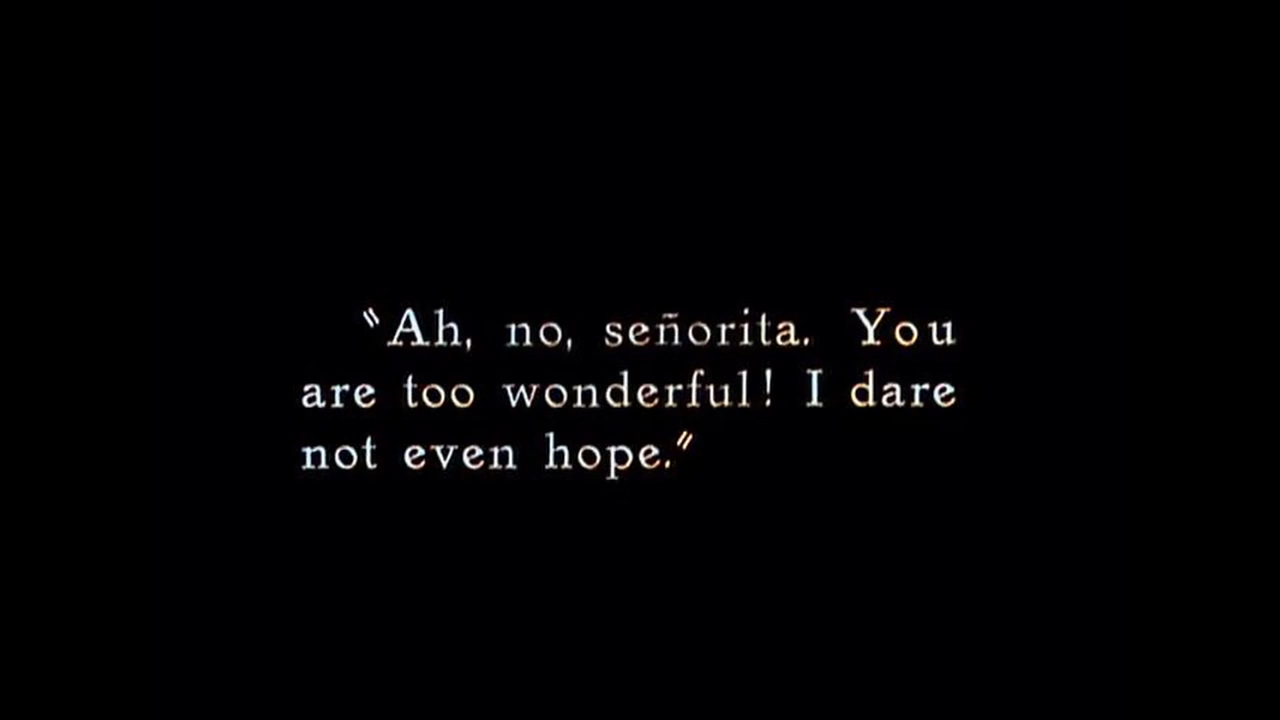 "Ah, no, señorita. You
are too wonderful! I dare
not even hope."